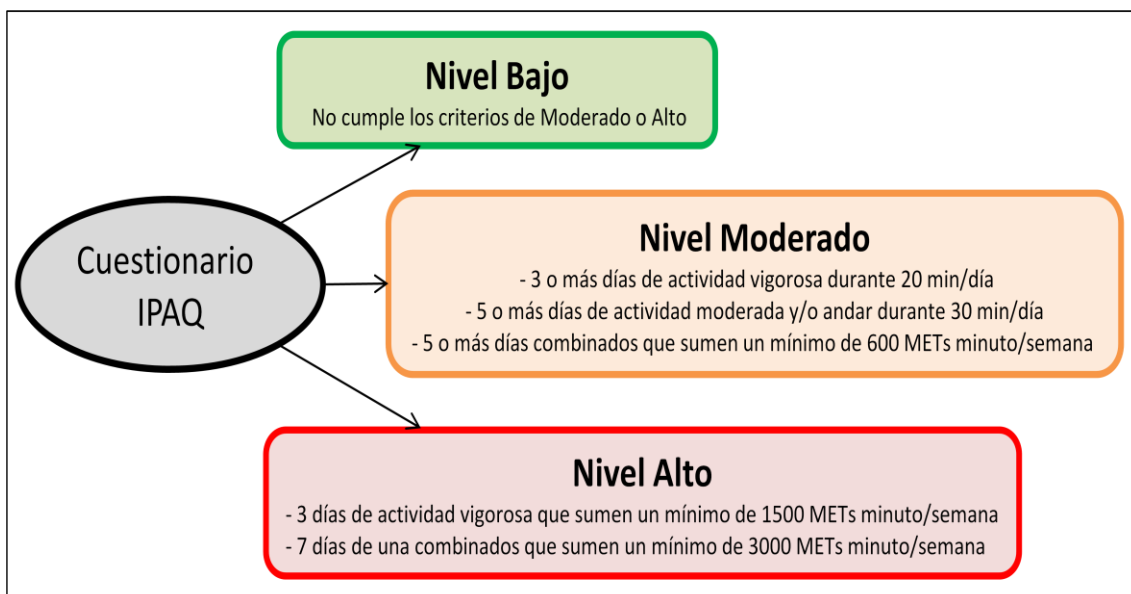 Nivel Bajo
No cumple los criterios de Moderado o Alto
Cuestionario
IPAQ
Nivel Moderado
- 3 o más días de actividad vigorosa durante 20 min/día
- 5 o más días de actividad moderada y/o andar durante 30 min/día
- 5 o más días combinados que sumen un mínimo de 600 METs minuto/semana
Nivel Alto
- 3 días de actividad vigorosa que sumen un mínimo de 1500 METs minuto/semana
- 7 días de una combinados que sumen un mínimo de 3000 METs minuto/semana